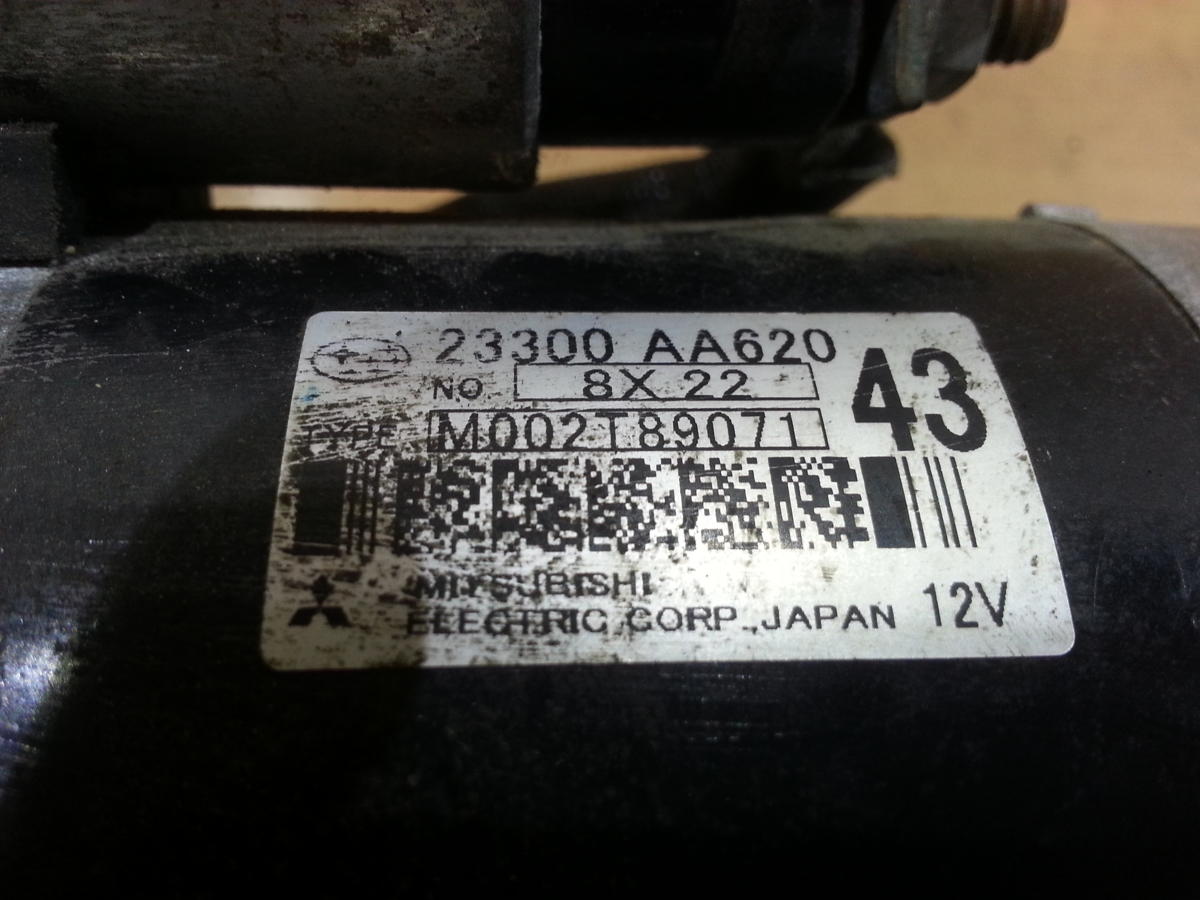 23300 AA620
NO 8X 22
43
TYPE M002T89071
MITSUBISHI
ELECTRIC CORP.,JAPAN 12V